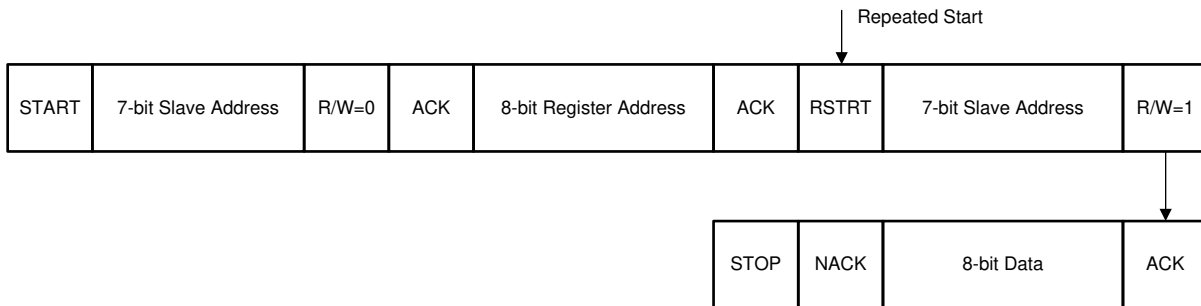 Repeated Start
START 7-bit Slave Address R/W=0 ACK 8-bit Register Address ACK RSTRT 7-bit Slave Address R/W=1
STOP NACK 8-bit Data ACK